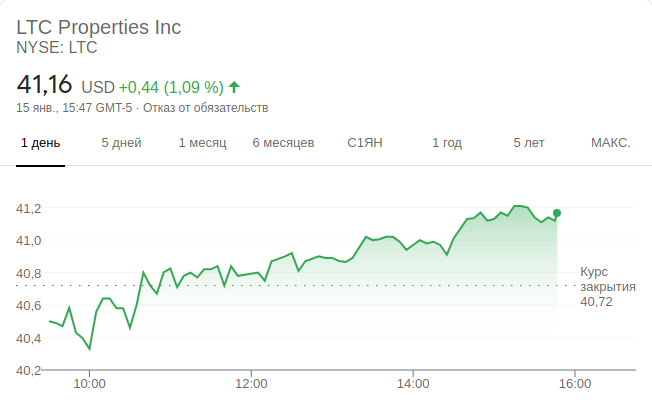 LTC Properties Inc
NYSE: LTC
41,16 USD +0,44 (1,09 %)
15 янв., 15:47 GMT-5 · Отказ от обязательств
1 день 5 дней 1 месяц 6 месяцев С1ЯН 1 год 5 лет МАКС.
41,2
41,0
40,8
40,6
40,4
40,2
Курс
закрытия
40,72
10:00 12:00 14:00 16:00